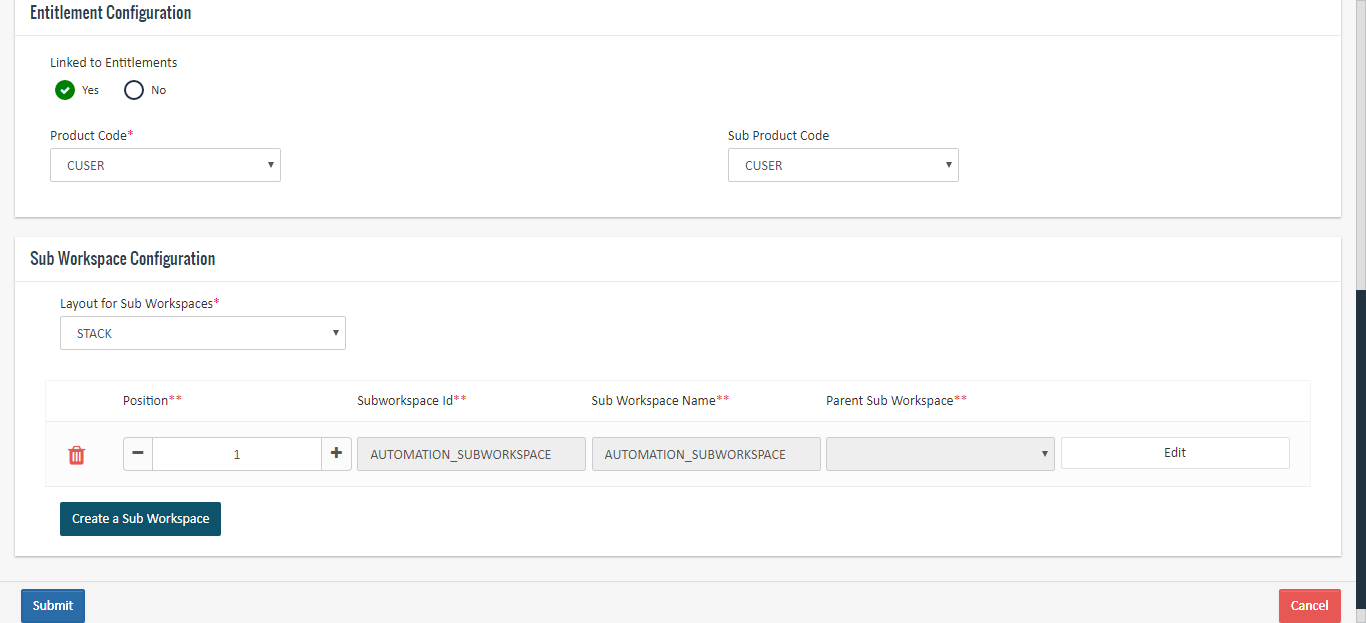 Entitlement Configuration
Linked to Entitlements
Yes No
Product Code* Sub Product Code
CUSER CUSER
Sub Workspace Configuration
Layout for Sub Workspaces*
STACK
Position** Subworkspace Id** Sub Workspace Name** Parent Sub Workspace**
1 AUTOMATION_SUBWORKSPACE AUTOMATION_SUBWORKSPACE Edit
Create a Sub Workspace
Submit Cancel